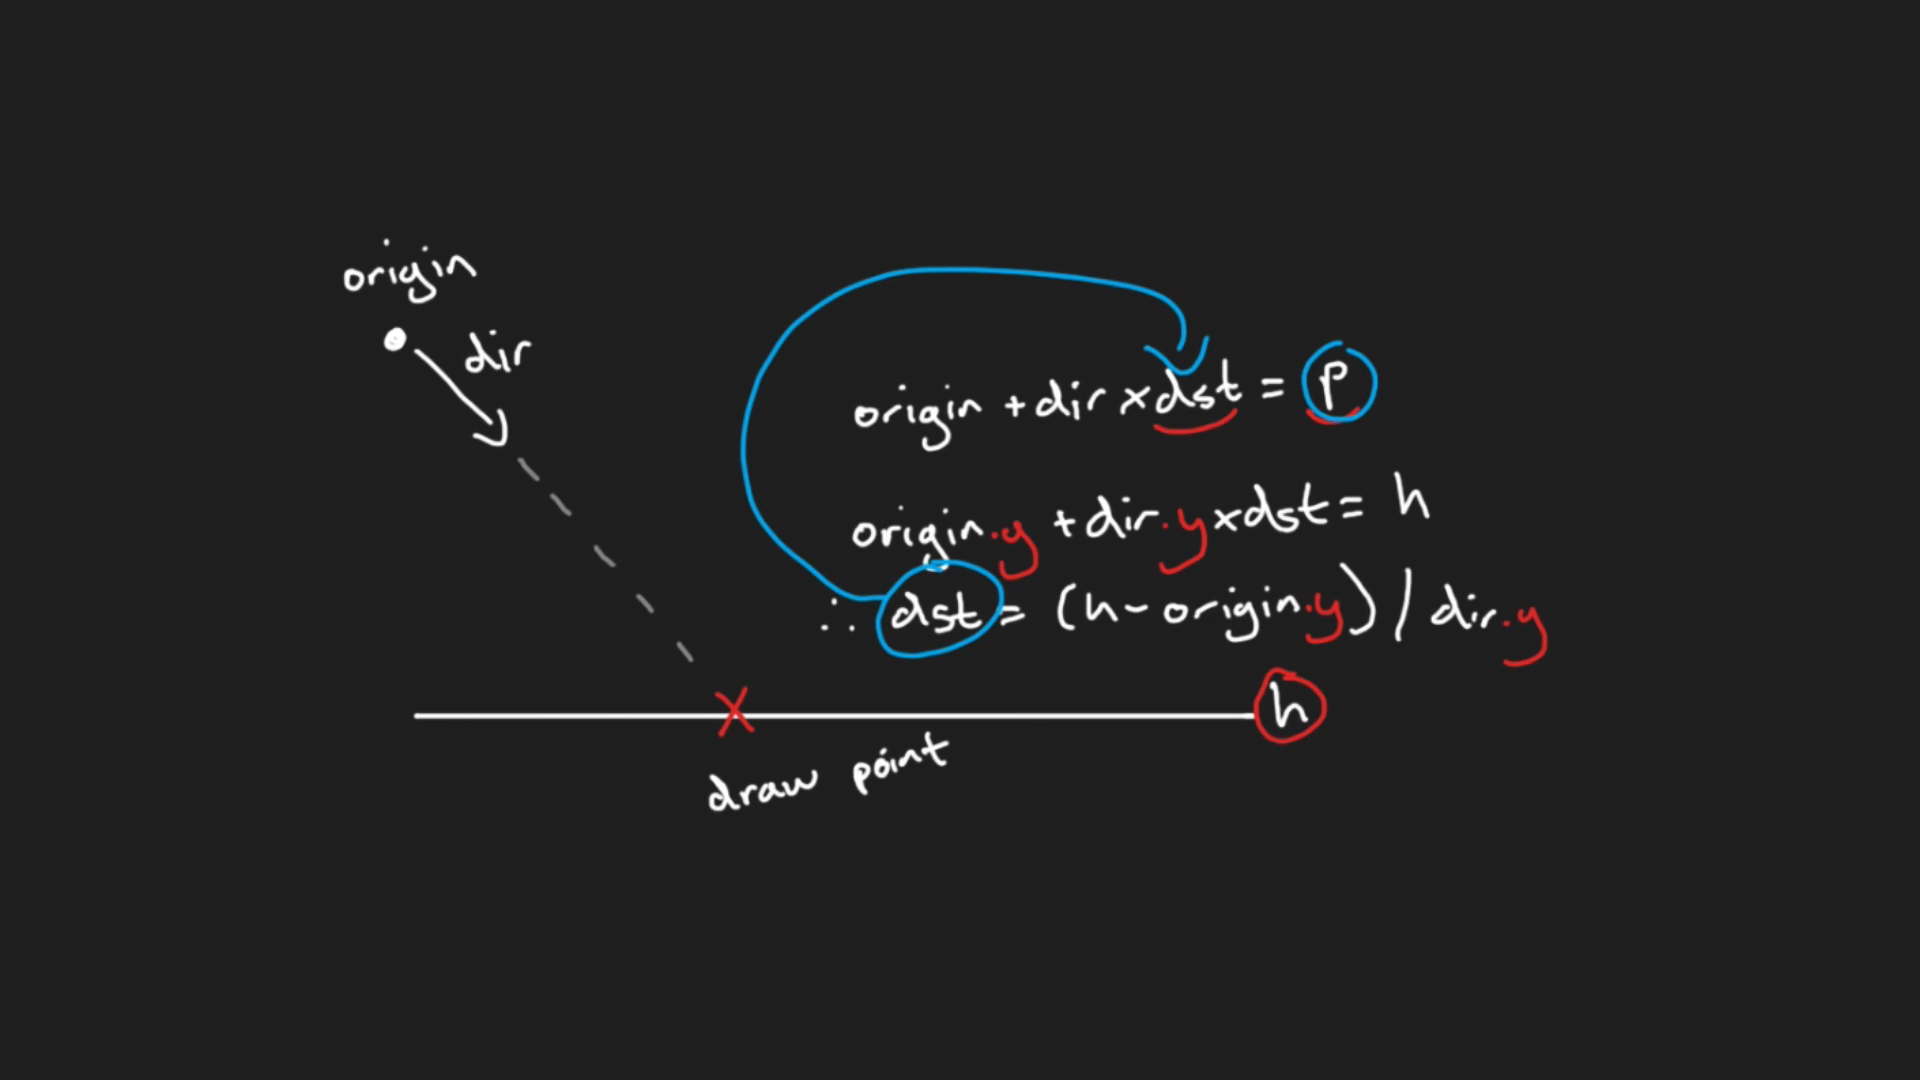 origin
dir
origin + dir × dst = p
origin.y + dir.y × dst = h
∴ dst = (h - origin.y) / dir.y
h
draw point